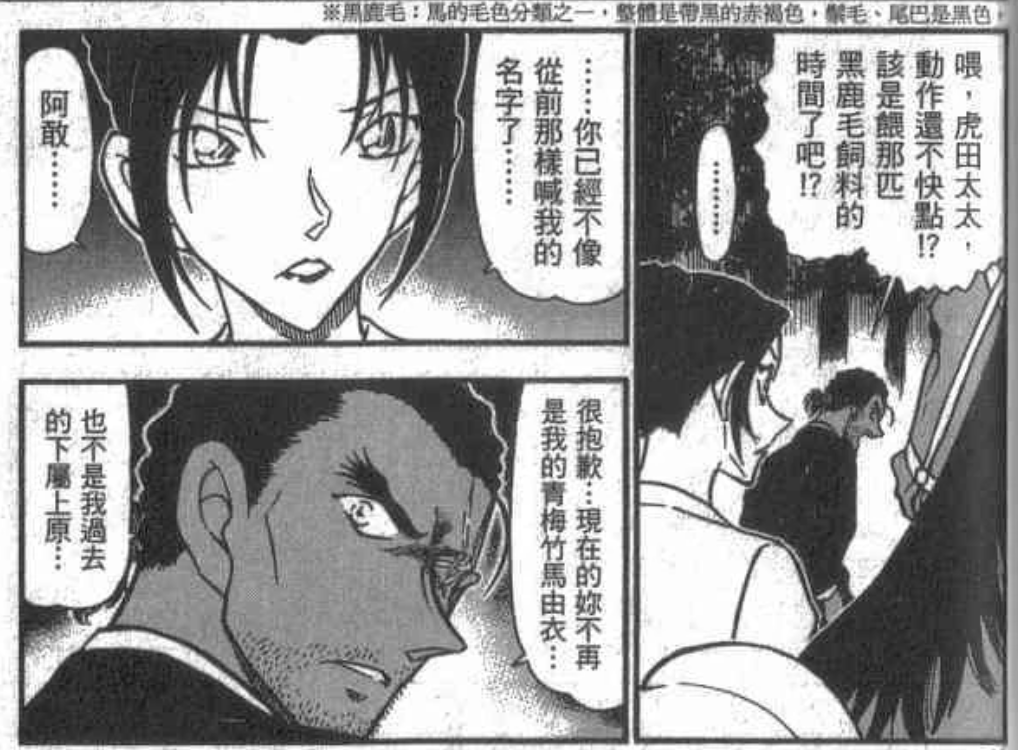 ※黑鹿毛：馬的毛色分類之一，整體是帶黑的赤褐色，鬃毛、尾巴是黑色。
喂，虎田太太，
動作還不快點!?
該是餵那匹
黑鹿毛飼料的
時間了吧!?
………
……你已經不像
從前那樣喊我的
名字了……
阿敢……
很抱歉…現在的妳不再
是我的青梅竹馬由衣…
也不是我過去
的下屬上原…